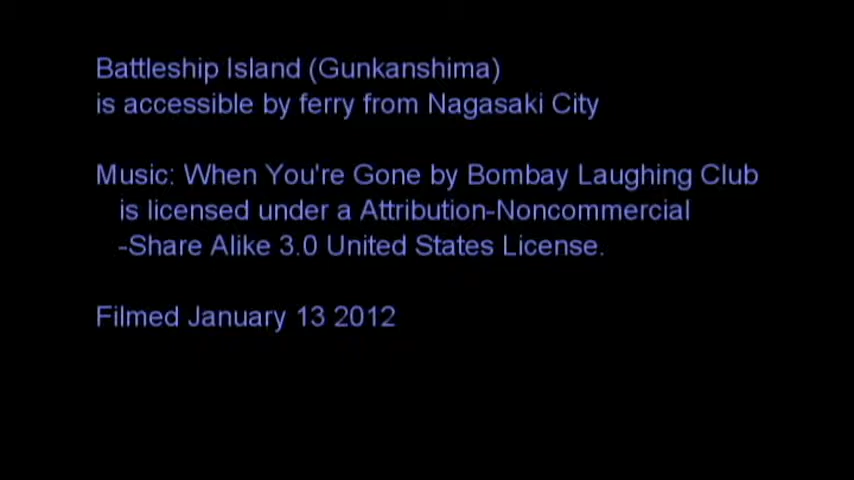 Battleship Island (Gunkanshima)
is accessible by ferry from Nagasaki City
Music: When You're Gone by Bombay Laughing Club
is licensed under a Attribution-Noncommercial
-Share Alike 3.0 United States License.
Filmed January 13 2012